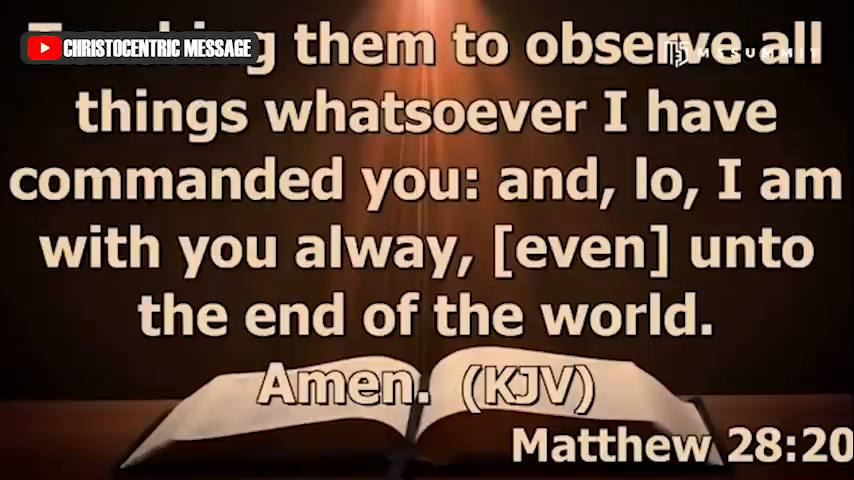 CHRISTOCENTRIC MESSAGE
them to observe all
things whatsoever I have
commanded you: and, lo, I am
with you alway, [even] unto
the end of the world.
Amen. (KJV)
Matthew 28:20